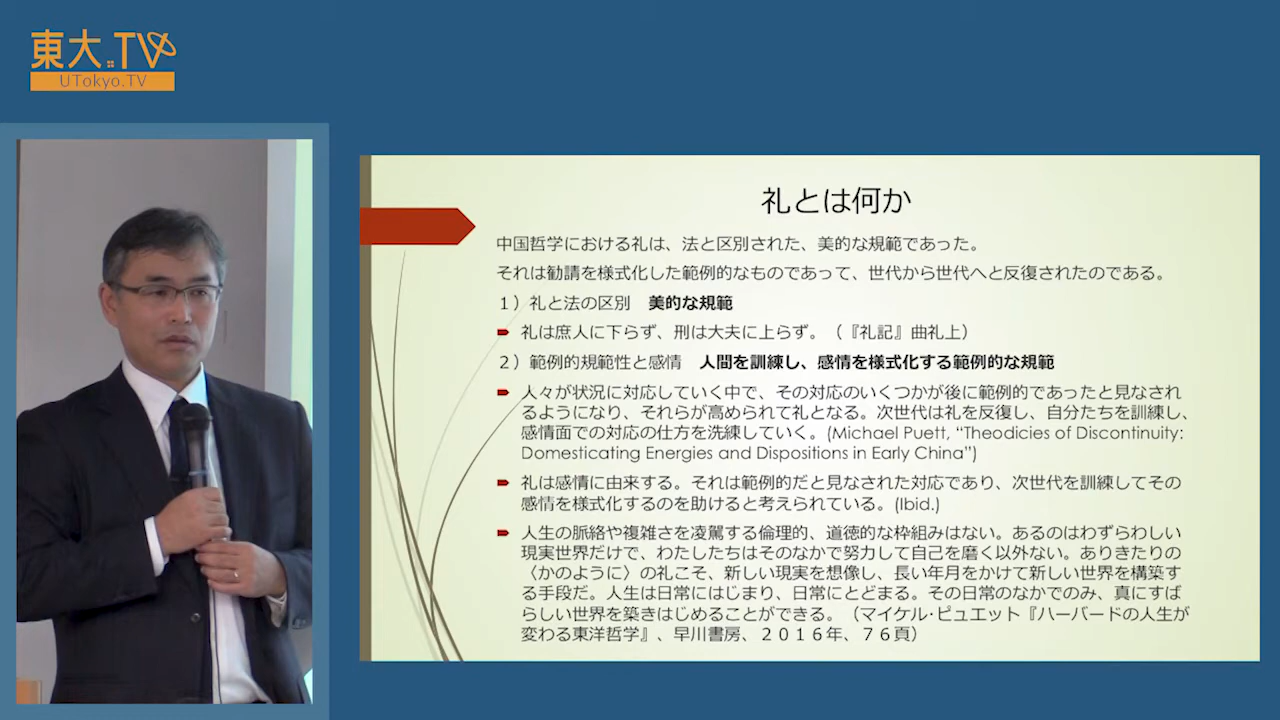 東大.TV
UTokyo.TV
礼とは何か
中国哲学における礼は、法と区別された、美的な規範であった。
それは勧請を様式化した範例的なものであって、世代から世代へと反復されたのである。
１）礼と法の区別　美的な規範
礼は庶人に下らず、刑は大夫に上らず。（『礼記』曲礼上）
２）範例的規範性と感情　人間を訓練し、感情を様式化する範例的な規範
人々が状況に対応していく中で、その対応のいくつかが後に範例的であったと見なされ
るようになり、それらが高められて礼となる。次世代は礼を反復し、自分たちを訓練し、
感情面での対応の仕方を洗練していく。(Michael Puett, “Theodicies of Discontinuity:
Domesticating Energies and Dispositions in Early China”)
礼は感情に由来する。それは範例的だと見なされた対応であり、次世代を訓練してその
感情を様式化するのを助けると考えられている。(Ibid.)
人生の脈絡や複雑さを凌駕する倫理的、道徳的な枠組みはない。あるのはわずらわしい
現実世界だけで、わたしたちはそのなかで努力して自己を磨く以外ない。ありきたりの
〈かのように〉の礼こそ、新しい現実を想像し、長い年月をかけて新しい世界を構築す
る手段だ。人生は日常にはじまり、日常にとどまる。その日常のなかでのみ、真にすば
らしい世界を築きはじめることができる。（マイケル･ピュエット『ハーバードの人生が
変わる東洋哲学』、早川書房、２０１６年、７６頁）